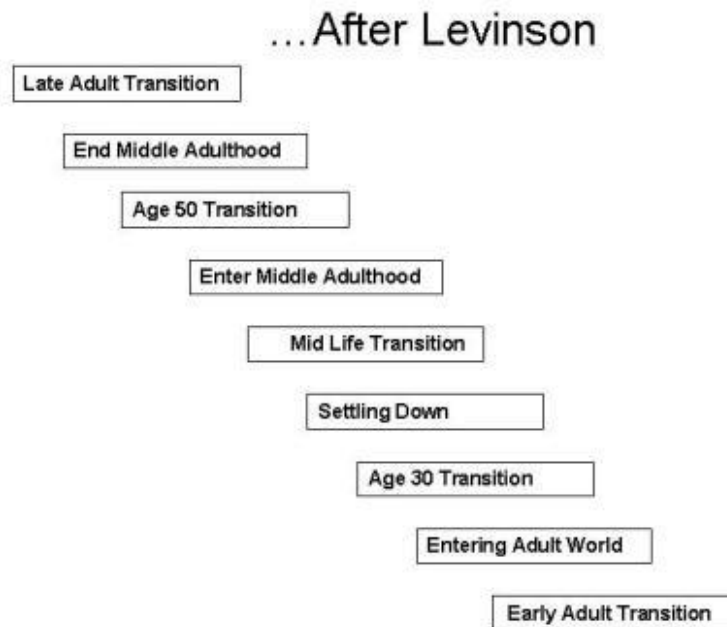 ...After Levinson
Late Adult Transition
End Middle Adulthood
Age 50 Transition
Enter Middle Adulthood
Mid Life Transition
Settling Down
Age 30 Transition
Entering Adult World
Early Adult Transition